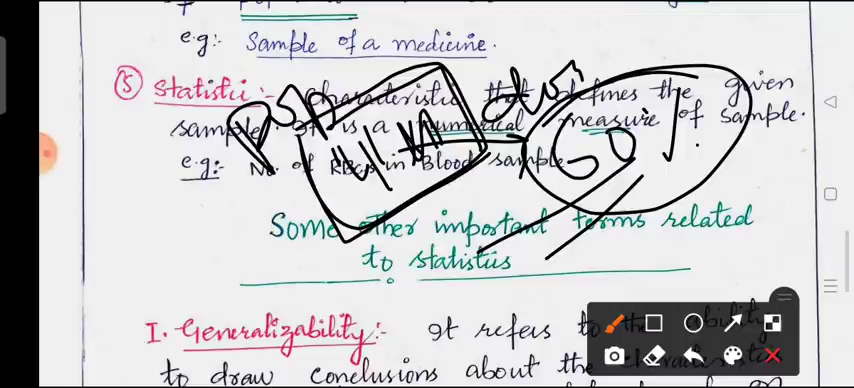 e.g:- Sample of a medicine.
⑤ Statistic :- Characteristic that defines the given
sample. It is a numerical measure of sample.
e.g:- No. of RBCs in Blood sample
60%
Some other important terms related
to statistics
I. Generalizability:- It refers to the ability
to draw conclusions about the